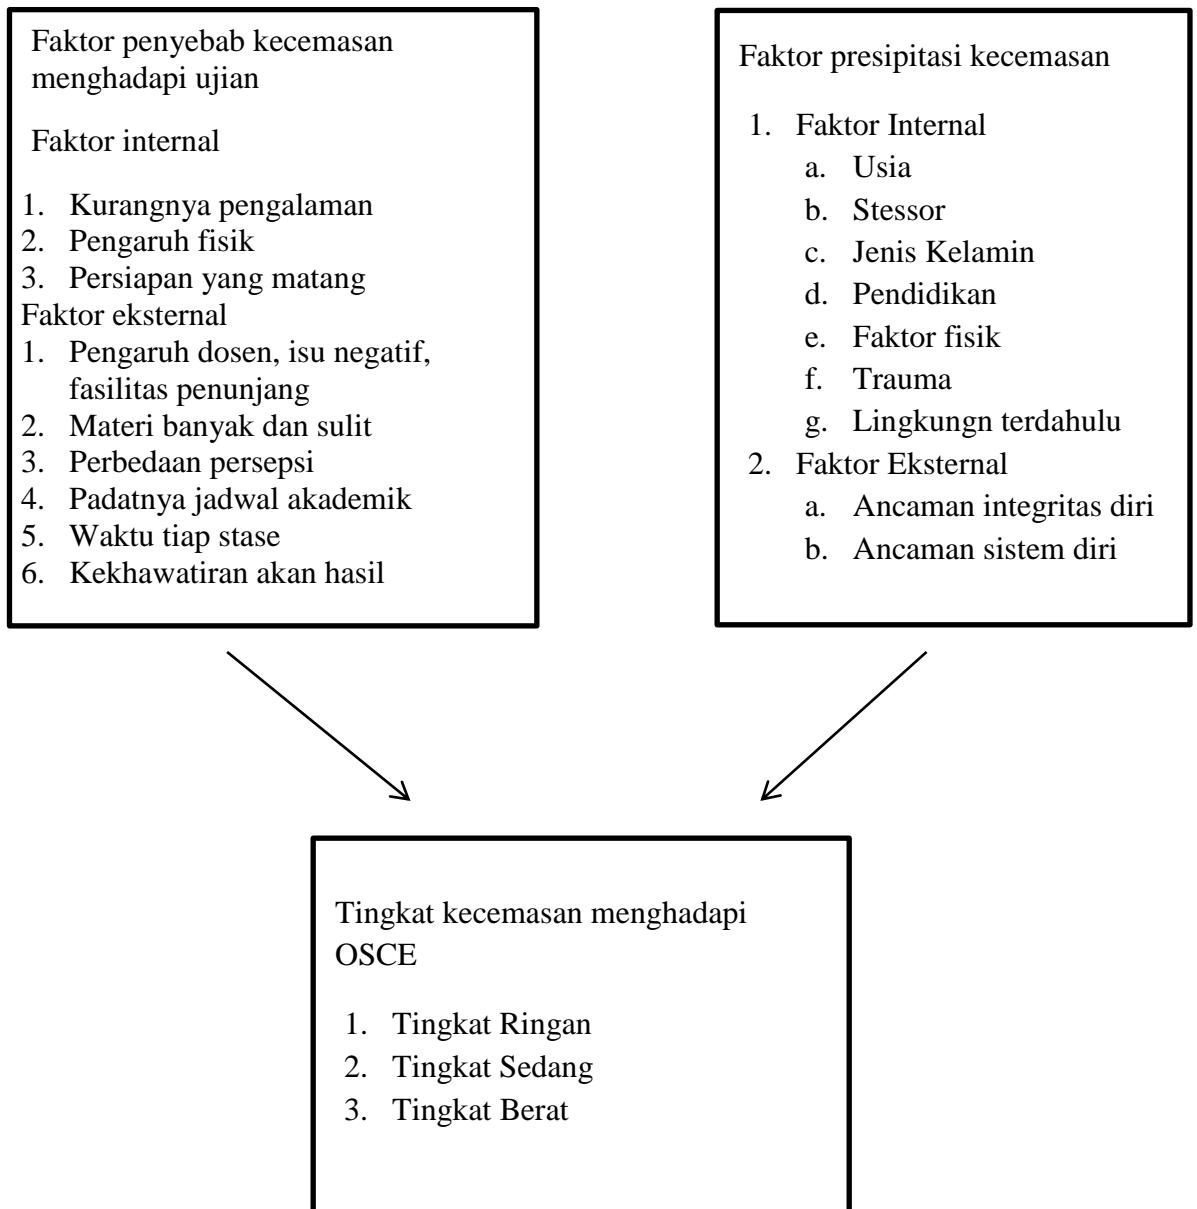 Faktor penyebab kecemasan
menghadapi ujian
Faktor internal
1. Kurangnya pengalaman
2. Pengaruh fisik
3. Persiapan yang matang
Faktor eksternal
1. Pengaruh dosen, isu negatif,
fasilitas penunjang
2. Materi banyak dan sulit
3. Perbedaan persepsi
4. Padatnya jadwal akademik
5. Waktu tiap stase
6. Kekhawatiran akan hasil
Faktor presipitasi kecemasan
1. Faktor Internal
a. Usia
b. Stessor
c. Jenis Kelamin
d. Pendidikan
e. Faktor fisik
f. Trauma
g. Lingkungn terdahulu
2. Faktor Eksternal
a. Ancaman integritas diri
b. Ancaman sistem diri
Tingkat kecemasan menghadapi
OSCE
1. Tingkat Ringan
2. Tingkat Sedang
3. Tingkat Berat